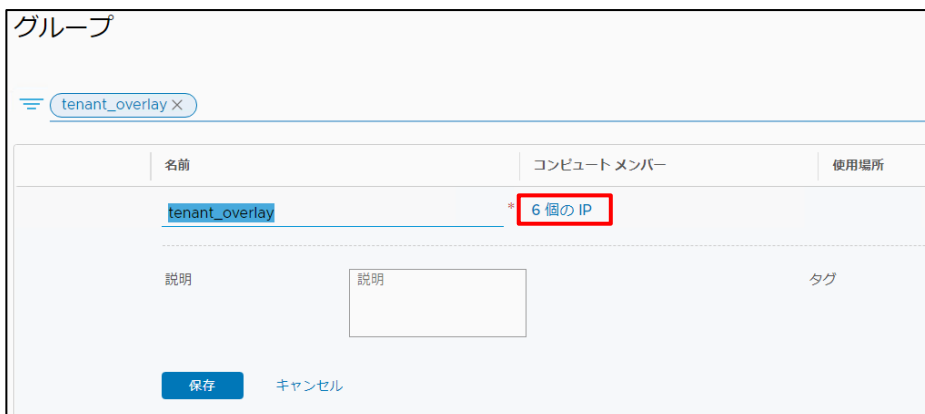 グループ
tenant_overlay ×
名前 コンピュート メンバー 使用場所
tenant_overlay * 6 個の IP
説明 説明 タグ
保存 キャンセル